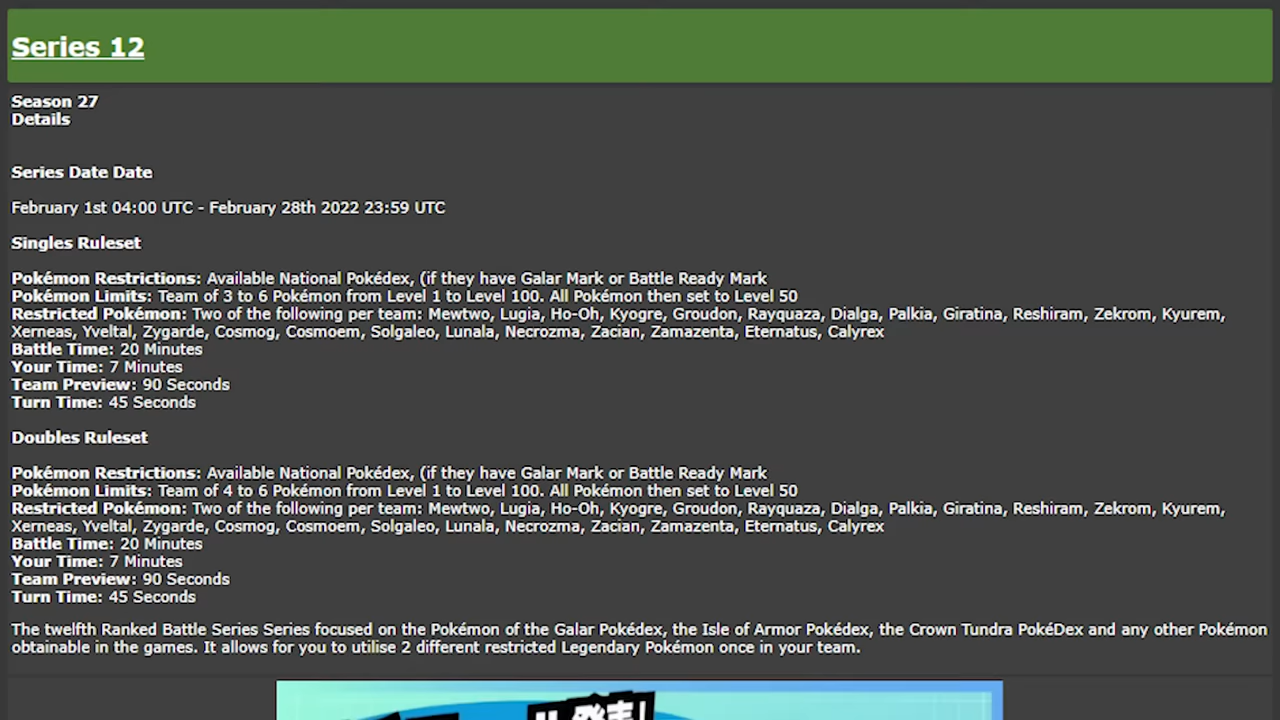 Series 12
Season 27
Details
Series Date Date
February 1st 04:00 UTC - February 28th 2022 23:59 UTC
Singles Ruleset
Pokémon Restrictions: Available National Pokédex, (if they have Galar Mark or Battle Ready Mark
Pokémon Limits: Team of 3 to 6 Pokémon from Level 1 to Level 100. All Pokémon then set to Level 50
Restricted Pokémon: Two of the following per team: Mewtwo, Lugia, Ho-Oh, Kyogre, Groudon, Rayquaza, Dialga, Palkia, Giratina, Reshiram, Zekrom, Kyurem,
Xerneas, Yveltal, Zygarde, Cosmog, Cosmoem, Solgaleo, Lunala, Necrozma, Zacian, Zamazenta, Eternatus, Calyrex
Battle Time: 20 Minutes
Your Time: 7 Minutes
Team Preview: 90 Seconds
Turn Time: 45 Seconds
Doubles Ruleset
Pokémon Restrictions: Available National Pokédex, (if they have Galar Mark or Battle Ready Mark
Pokémon Limits: Team of 4 to 6 Pokémon from Level 1 to Level 100. All Pokémon then set to Level 50
Restricted Pokémon: Two of the following per team: Mewtwo, Lugia, Ho-Oh, Kyogre, Groudon, Rayquaza, Dialga, Palkia, Giratina, Reshiram, Zekrom, Kyurem,
Xerneas, Yveltal, Zygarde, Cosmog, Cosmoem, Solgaleo, Lunala, Necrozma, Zacian, Zamazenta, Eternatus, Calyrex
Battle Time: 20 Minutes
Your Time: 7 Minutes
Team Preview: 90 Seconds
Turn Time: 45 Seconds
The twelfth Ranked Battle Series Series focused on the Pokémon of the Galar Pokédex, the Isle of Armor Pokédex, the Crown Tundra PokéDex and any other Pokémon
obtainable in the games. It allows for you to utilise 2 different restricted Legendary Pokémon once in your team.